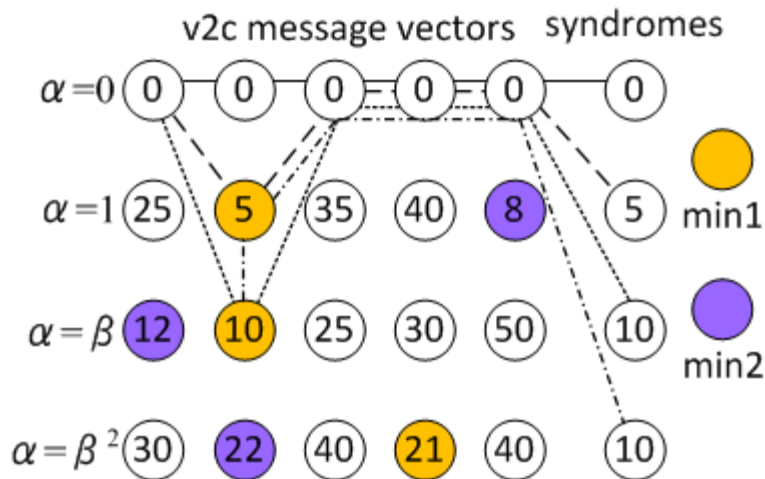 v2c message vectors syndromes
α=0 0 0 0 0 0 0
α=1 25 5 35 40 8 5
min1
α=β 12 10 25 30 50 10
min2
α=β² 30 22 40 21 40 10